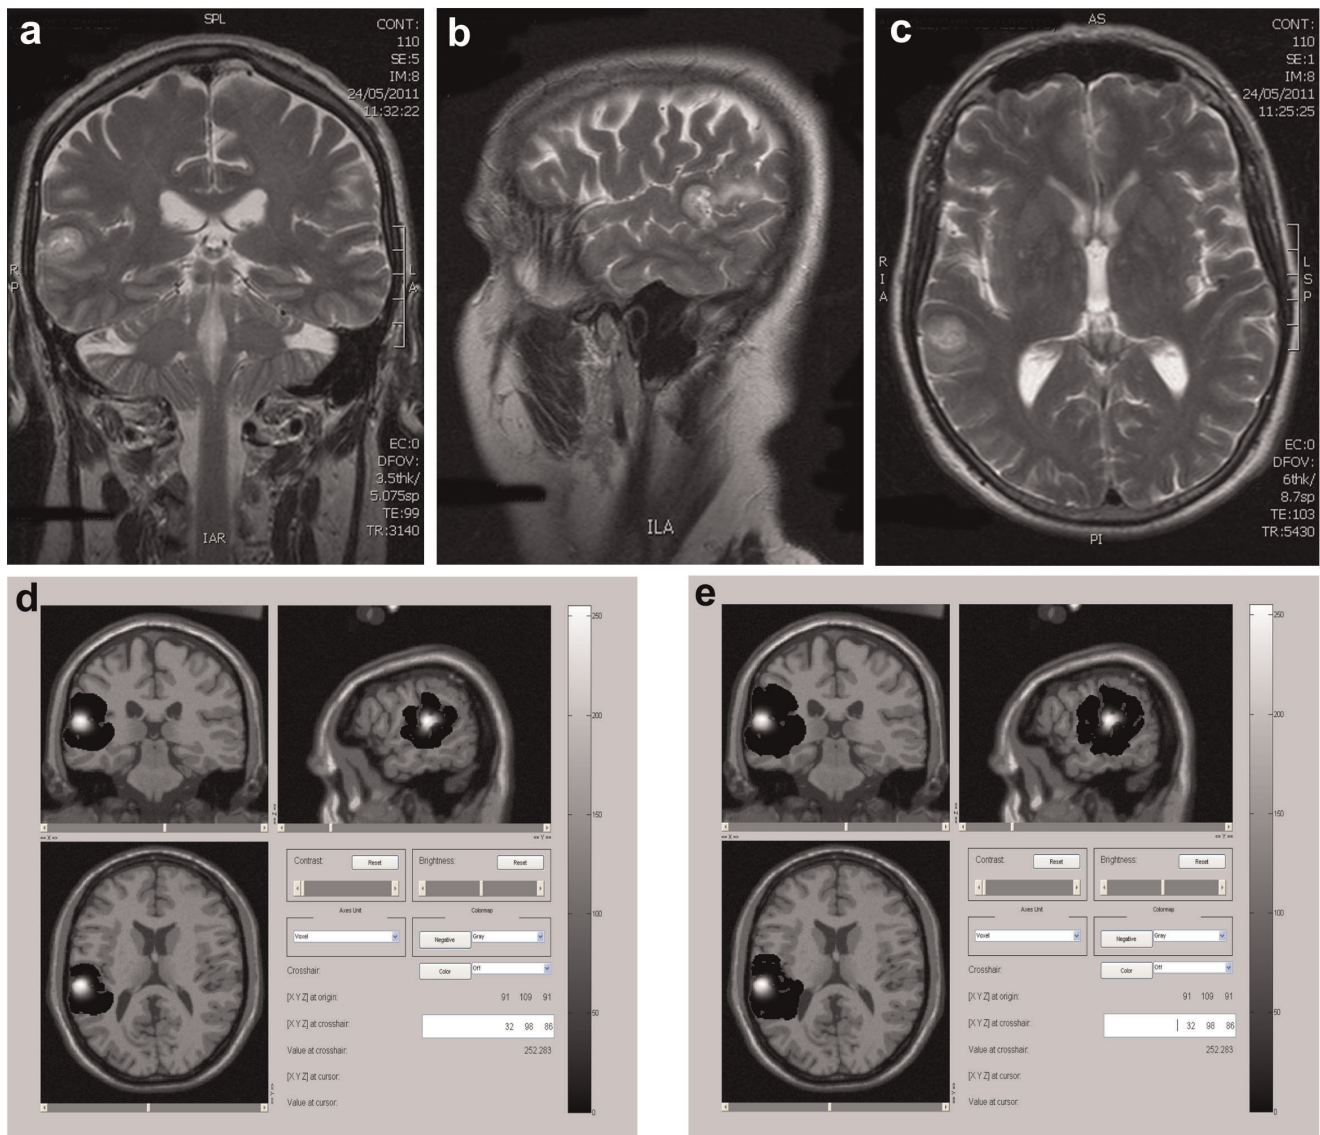 a
SPL
CONT:
110
SE:5
IM:8
24/05/2011
11:32:22
R
P
L
A
EC:0
DFOV:
3.5thk/
5.075sp
TE:99
TR:3140
IAR
b
ILA
c
AS
CONT:
110
SE:1
IM:8
24/05/2011
11:25:25
R
I
A
L
S
P
EC:0
DFOV:
6thk/
8.7sp
TE:103
TR:5430
PI
d
250
200
150
100
50
0
Contrast:
Reset
Brightness:
Reset
Axes Unit
Colormap
Voxel
Negative
Gray
Crosshair:
Color
Off
[X Y Z] at origin:
91 109 91
[X Y Z] at crosshair:
32 98 86
Value at crosshair:
252.283
[X Y Z] at cursor:
Value at cursor:
e
250
200
150
100
50
0
Contrast:
Reset
Brightness:
Reset
Axes Unit
Colormap
Voxel
Negative
Gray
Crosshair:
Color
Off
[X Y Z] at origin:
91 109 91
[X Y Z] at crosshair:
32 98 86
Value at crosshair:
252.283
[X Y Z] at cursor:
Value at cursor: